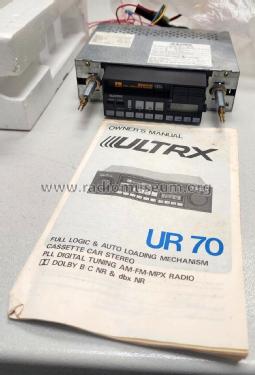 OWNER'S MANUAL
ULTRX
© www.radiomuseum.org
UR 70
FULL LOGIC & AUTO LOADING MECHANISM
CASSETTE CAR STEREO
PLL DIGITAL TUNING AM-FM-MPX RADIO
DOLBY B·C NR & dbx NR